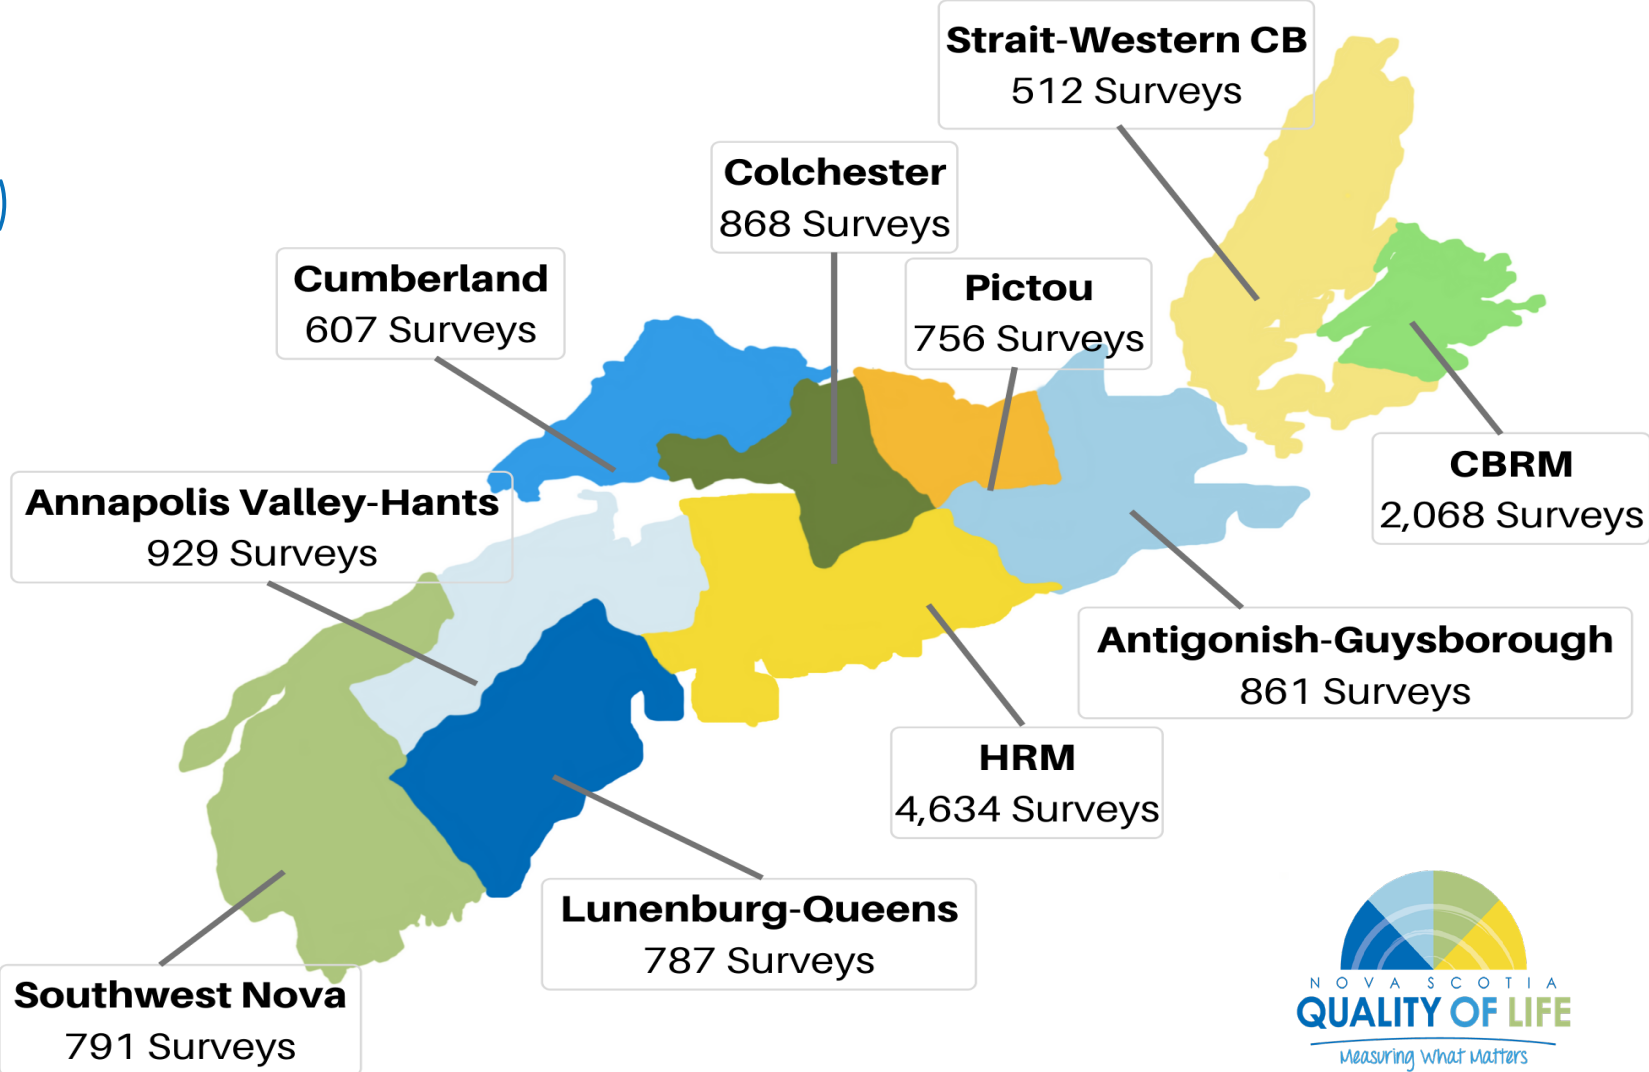 Strait-Western CB
512 Surveys
Colchester
868 Surveys
Cumberland
607 Surveys
Pictou
756 Surveys
CBRM
2,068 Surveys
Annapolis Valley-Hants
929 Surveys
Antigonish-Guysborough
861 Surveys
HRM
4,634 Surveys
Lunenburg-Queens
787 Surveys
Southwest Nova
791 Surveys
NOVA SCOTIA
QUALITY OF LIFE
Measuring What Matters